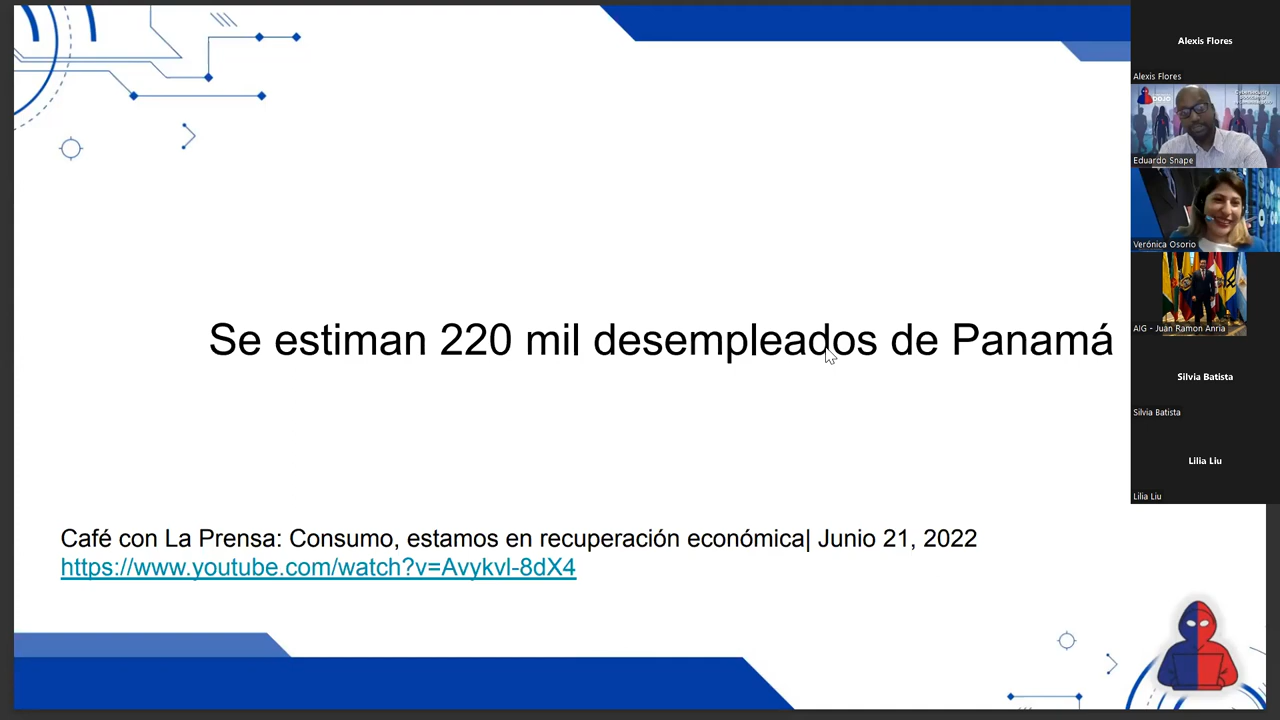 Se estiman 220 mil desempleados de Panamá
Café con La Prensa: Consumo, estamos en recuperación económica| Junio 21, 2022
https://www.youtube.com/watch?v=Avykvl-8dX4
Alexis Flores
Alexis Flores
DOJO
Eduardo Snape
Verónica Osorio
AIG - Juan Ramon Anria
Silvia Batista
Silvia Batista
Lilia Liu
Lilia Liu